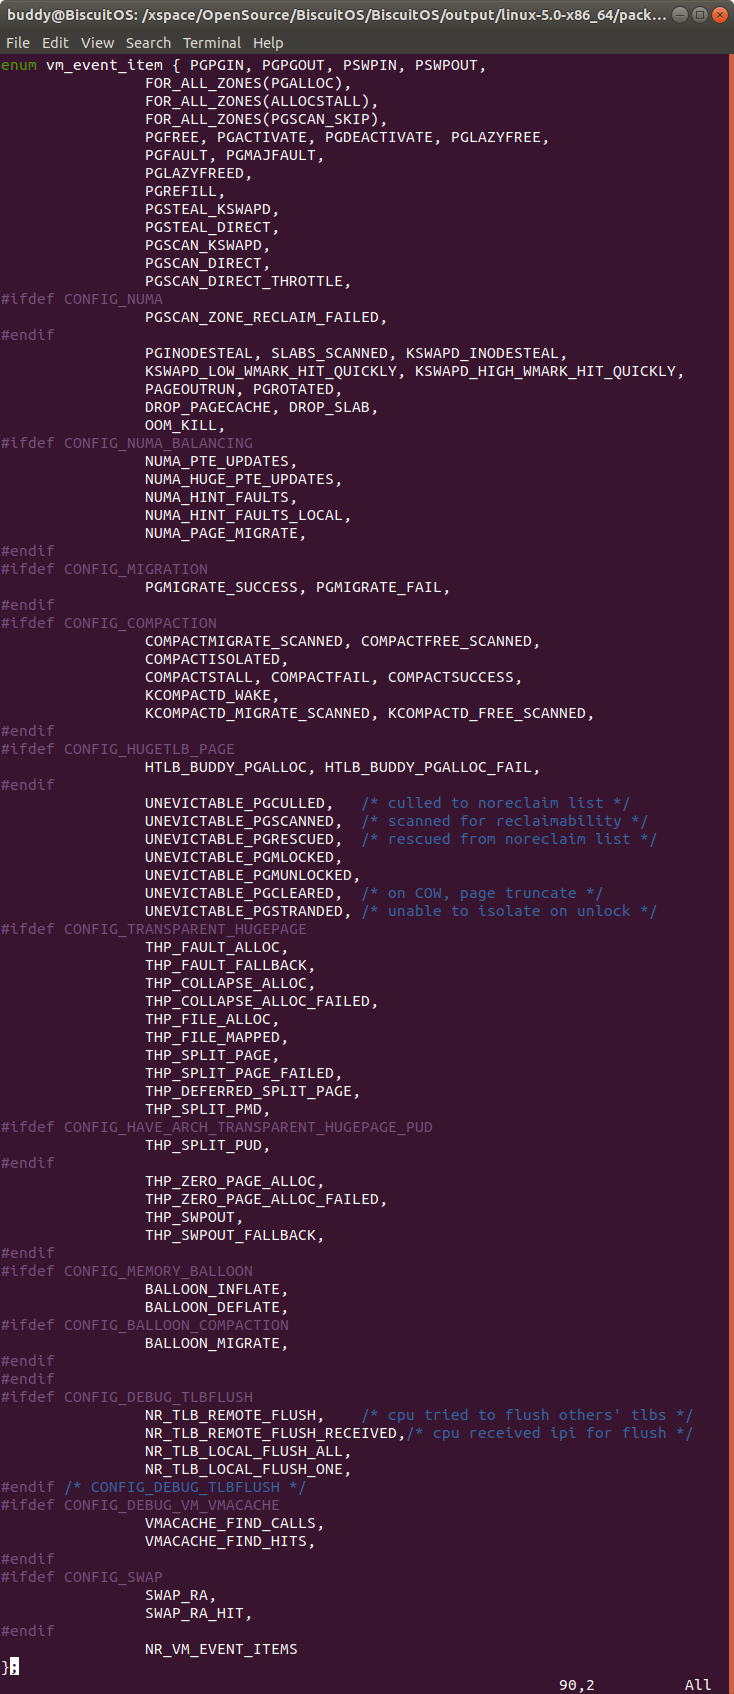 buddy@BiscuitOS: /xspace/OpenSource/BiscuitOS/BiscuitOS/output/linux-5.0-x86_64/pack...
File Edit View Search Terminal Help
enum vm_event_item { PGPGIN, PGPGOUT, PSWPIN, PSWPOUT,
FOR_ALL_ZONES(PGALLOC),
FOR_ALL_ZONES(ALLOCSTALL),
FOR_ALL_ZONES(PGSCAN_SKIP),
PGFREE, PGACTIVATE, PGDEACTIVATE, PGLAZYFREE,
PGFAULT, PGMAJFAULT,
PGLAZYFREED,
PGREFILL,
PGSTEAL_KSWAPD,
PGSTEAL_DIRECT,
PGSCAN_KSWAPD,
PGSCAN_DIRECT,
PGSCAN_DIRECT_THROTTLE,
#ifdef CONFIG_NUMA
PGSCAN_ZONE_RECLAIM_FAILED,
#endif
PGINODESTEAL, SLABS_SCANNED, KSWAPD_INODESTEAL,
KSWAPD_LOW_WMARK_HIT_QUICKLY, KSWAPD_HIGH_WMARK_HIT_QUICKLY,
PAGEOUTRUN, PGROTATED,
DROP_PAGECACHE, DROP_SLAB,
OOM_KILL,
#ifdef CONFIG_NUMA_BALANCING
NUMA_PTE_UPDATES,
NUMA_HUGE_PTE_UPDATES,
NUMA_HINT_FAULTS,
NUMA_HINT_FAULTS_LOCAL,
NUMA_PAGE_MIGRATE,
#endif
#ifdef CONFIG_MIGRATION
PGMIGRATE_SUCCESS, PGMIGRATE_FAIL,
#endif
#ifdef CONFIG_COMPACTION
COMPACTMIGRATE_SCANNED, COMPACTFREE_SCANNED,
COMPACTISOLATED,
COMPACTSTALL, COMPACTFAIL, COMPACTSUCCESS,
KCOMPACTD_WAKE,
KCOMPACTD_MIGRATE_SCANNED, KCOMPACTD_FREE_SCANNED,
#endif
#ifdef CONFIG_HUGETLB_PAGE
HTLB_BUDDY_PGALLOC, HTLB_BUDDY_PGALLOC_FAIL,
#endif
UNEVICTABLE_PGCULLED, /* culled to noreclaim list */
UNEVICTABLE_PGSCANNED, /* scanned for reclaimability */
UNEVICTABLE_PGRESCUED, /* rescued from noreclaim list */
UNEVICTABLE_PGMLOCKED,
UNEVICTABLE_PGMUNLOCKED,
UNEVICTABLE_PGCLEARED, /* on COW, page truncate */
UNEVICTABLE_PGSTRANDED, /* unable to isolate on unlock */
#ifdef CONFIG_TRANSPARENT_HUGEPAGE
THP_FAULT_ALLOC,
THP_FAULT_FALLBACK,
THP_COLLAPSE_ALLOC,
THP_COLLAPSE_ALLOC_FAILED,
THP_FILE_ALLOC,
THP_FILE_MAPPED,
THP_SPLIT_PAGE,
THP_SPLIT_PAGE_FAILED,
THP_DEFERRED_SPLIT_PAGE,
THP_SPLIT_PMD,
#ifdef CONFIG_HAVE_ARCH_TRANSPARENT_HUGEPAGE_PUD
THP_SPLIT_PUD,
#endif
THP_ZERO_PAGE_ALLOC,
THP_ZERO_PAGE_ALLOC_FAILED,
THP_SWPOUT,
THP_SWPOUT_FALLBACK,
#endif
#ifdef CONFIG_MEMORY_BALLOON
BALLOON_INFLATE,
BALLOON_DEFLATE,
#ifdef CONFIG_BALLOON_COMPACTION
BALLOON_MIGRATE,
#endif
#endif
#ifdef CONFIG_DEBUG_TLBFLUSH
NR_TLB_REMOTE_FLUSH, /* cpu tried to flush others' tlbs */
NR_TLB_REMOTE_FLUSH_RECEIVED,/* cpu received ipi for flush */
NR_TLB_LOCAL_FLUSH_ALL,
NR_TLB_LOCAL_FLUSH_ONE,
#endif /* CONFIG_DEBUG_TLBFLUSH */
#ifdef CONFIG_DEBUG_VM_VMACACHE
VMACACHE_FIND_CALLS,
VMACACHE_FIND_HITS,
#endif
#ifdef CONFIG_SWAP
SWAP_RA,
SWAP_RA_HIT,
#endif
NR_VM_EVENT_ITEMS
};
90,2 All